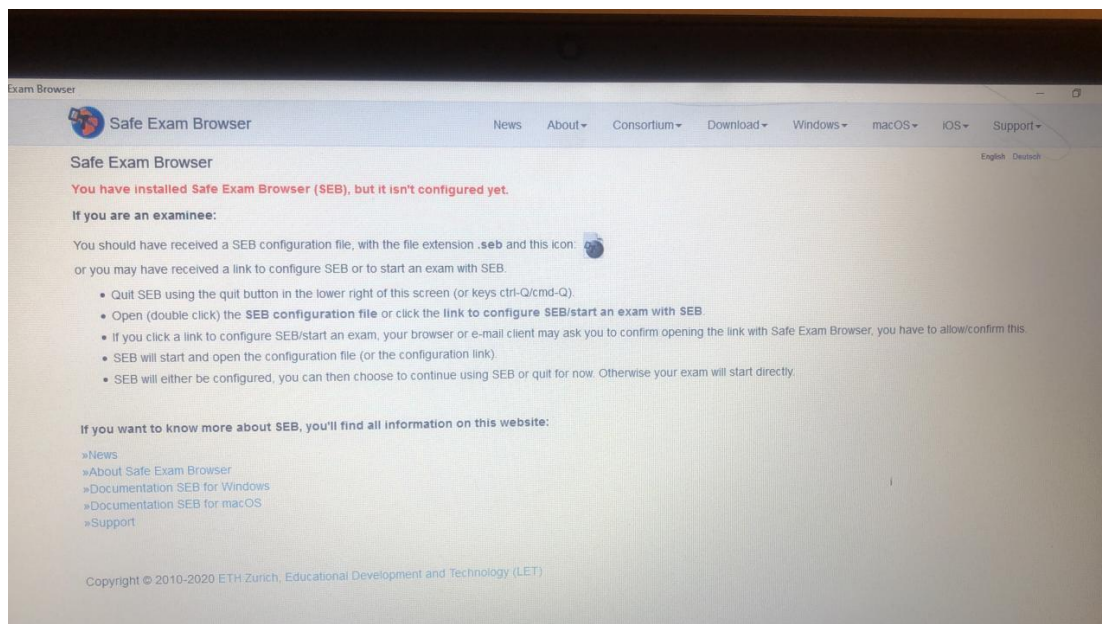 Exam Browser
Safe Exam Browser
News About Consortium Download Windows macOS iOS Support
English Deutsch
Safe Exam Browser
You have installed Safe Exam Browser (SEB), but it isn't configured yet.
If you are an examinee:
You should have received a SEB configuration file, with the file extension .seb and this icon:
or you may have received a link to configure SEB or to start an exam with SEB.
• Quit SEB using the quit button in the lower right of this screen (or keys ctrl-Q/cmd-Q).
• Open (double click) the SEB configuration file or click the link to configure SEB/start an exam with SEB.
• If you click a link to configure SEB/start an exam, your browser or e-mail client may ask you to confirm opening the link with Safe Exam Browser, you have to allow/confirm this.
• SEB will start and open the configuration file (or the configuration link).
• SEB will either be configured, you can then choose to continue using SEB or quit for now. Otherwise your exam will start directly.
If you want to know more about SEB, you'll find all information on this website:
»News
»About Safe Exam Browser
»Documentation SEB for Windows
»Documentation SEB for macOS
»Support
Copyright © 2010-2020 ETH Zurich, Educational Development and Technology (LET)